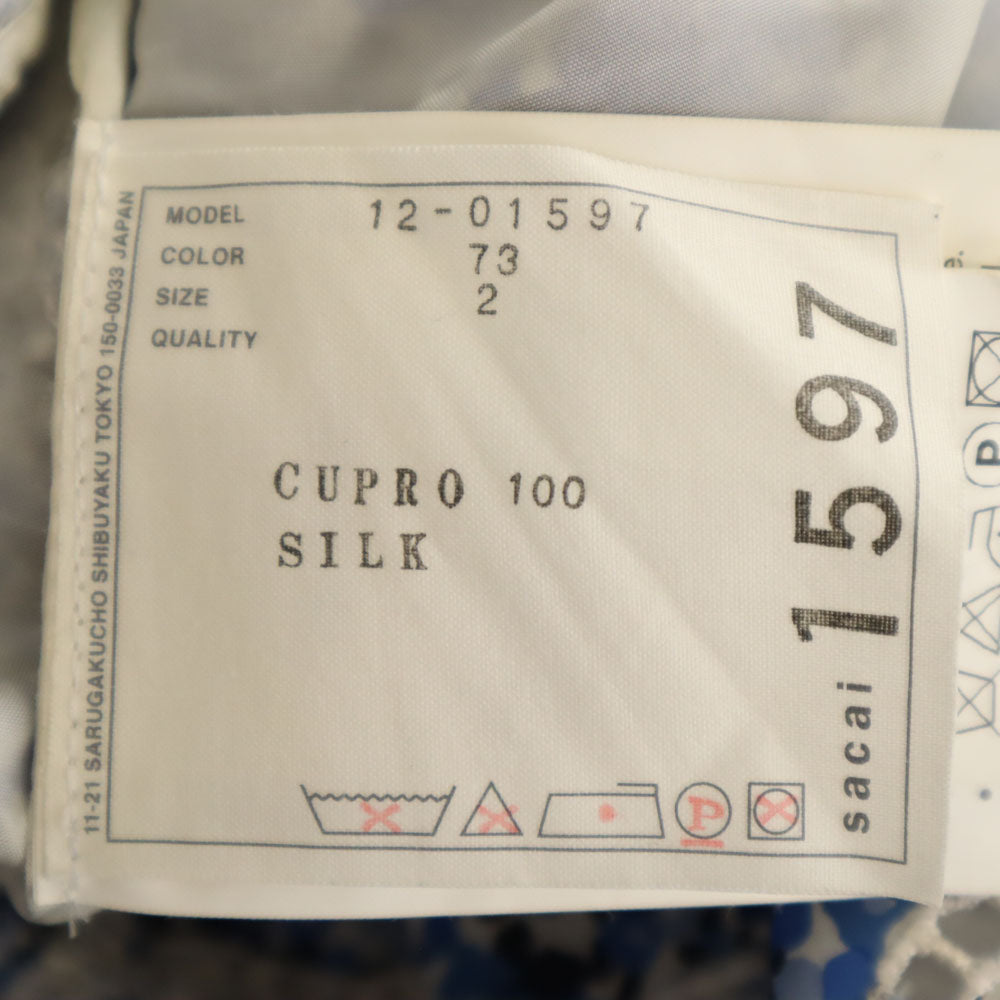 MODEL 12-01597
COLOR 73
SIZE 2
QUALITY
CUPRO 100
SILK
P
sacai 1597
11-21 SARUGAKUCHO SHIBUYAKU TOKYO 150-0033 JAPAN
P